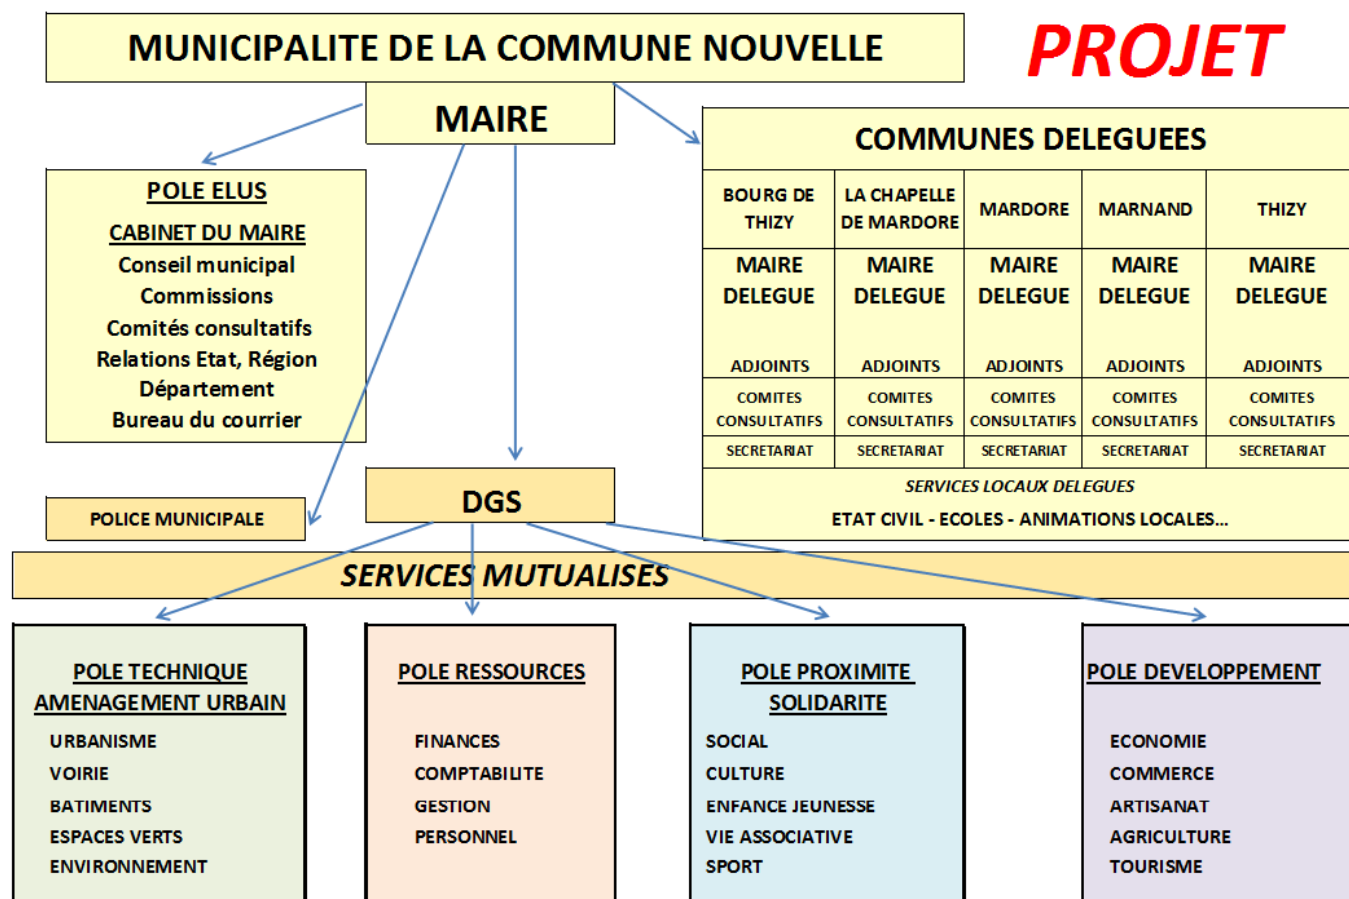 MUNICIPALITE DE LA COMMUNE NOUVELLE
PROJET
MAIRE
POLE ELUS
CABINET DU MAIRE
Conseil municipal
Commissions
Comités consultatifs
Relations Etat, Région
Département
Bureau du courrier
COMMUNES DELEGUEES
BOURG DE THIZY
LA CHAPELLE DE MARDORE
MARDORE
MARNAND
THIZY
MAIRE DELEGUE
MAIRE DELEGUE
MAIRE DELEGUE
MAIRE DELEGUE
MAIRE DELEGUE
ADJOINTS
ADJOINTS
ADJOINTS
ADJOINTS
ADJOINTS
COMITES CONSULTATIFS
COMITES CONSULTATIFS
COMITES CONSULTATIFS
COMITES CONSULTATIFS
COMITES CONSULTATIFS
SECRETARIAT
SECRETARIAT
SECRETARIAT
SECRETARIAT
SECRETARIAT
SERVICES LOCAUX DELEGUES
ETAT CIVIL - ECOLES - ANIMATIONS LOCALES...
POLICE MUNICIPALE
DGS
SERVICES MUTUALISES
POLE TECHNIQUE
AMENAGEMENT URBAIN
URBANISME
VOIRIE
BATIMENTS
ESPACES VERTS
ENVIRONNEMENT
POLE RESSOURCES
FINANCES
COMPTABILITE
GESTION
PERSONNEL
POLE PROXIMITE
SOLIDARITE
SOCIAL
CULTURE
ENFANCE JEUNESSE
VIE ASSOCIATIVE
SPORT
POLE DEVELOPPEMENT
ECONOMIE
COMMERCE
ARTISANAT
AGRICULTURE
TOURISME